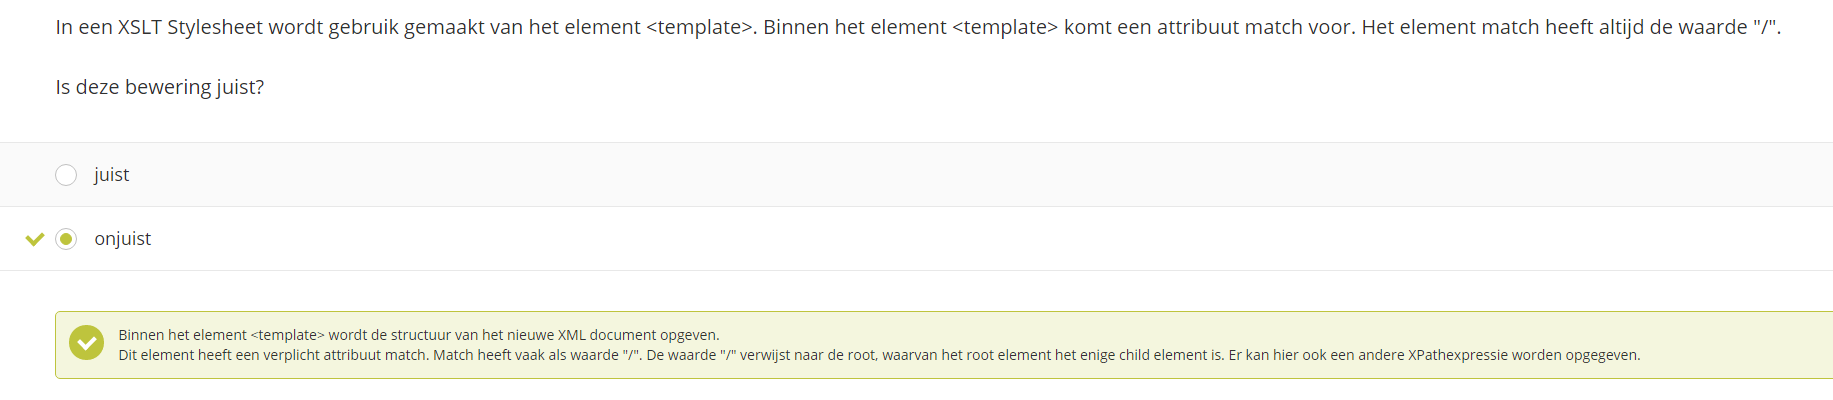 In een XSLT Stylesheet wordt gebruik gemaakt van het element <template>. Binnen het element <template> komt een attribuut match voor. Het element match heeft altijd de waarde "/".
Is deze bewering juist?
juist
onjuist
Binnen het element <template> wordt de structuur van het nieuwe XML document opgeven.
Dit element heeft een verplicht attribuut match. Match heeft vaak als waarde "/". De waarde "/" verwijst naar de root, waarvan het root element het enige child element is. Er kan hier ook een andere XPathexpressie worden opgegeven.